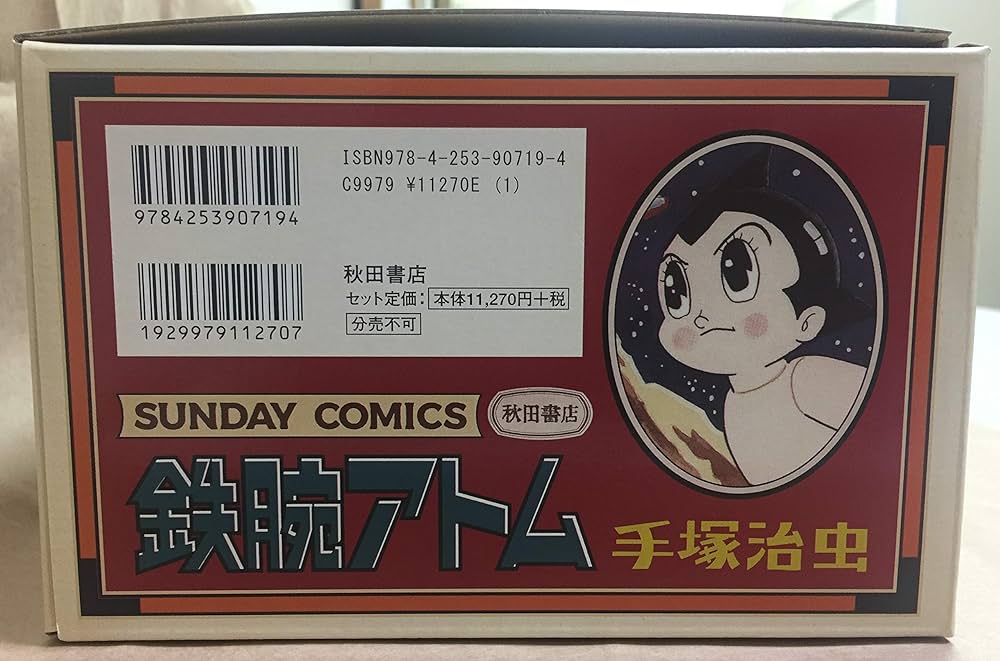 ISBN978-4-253-90719-4
C9979 ¥11270E (1)
9784253907194
秋田書店
セット定価:本体11,270円+税
分売不可
1929979112707
SUNDAY COMICS
秋田書店
鉄腕アトム
手塚治虫